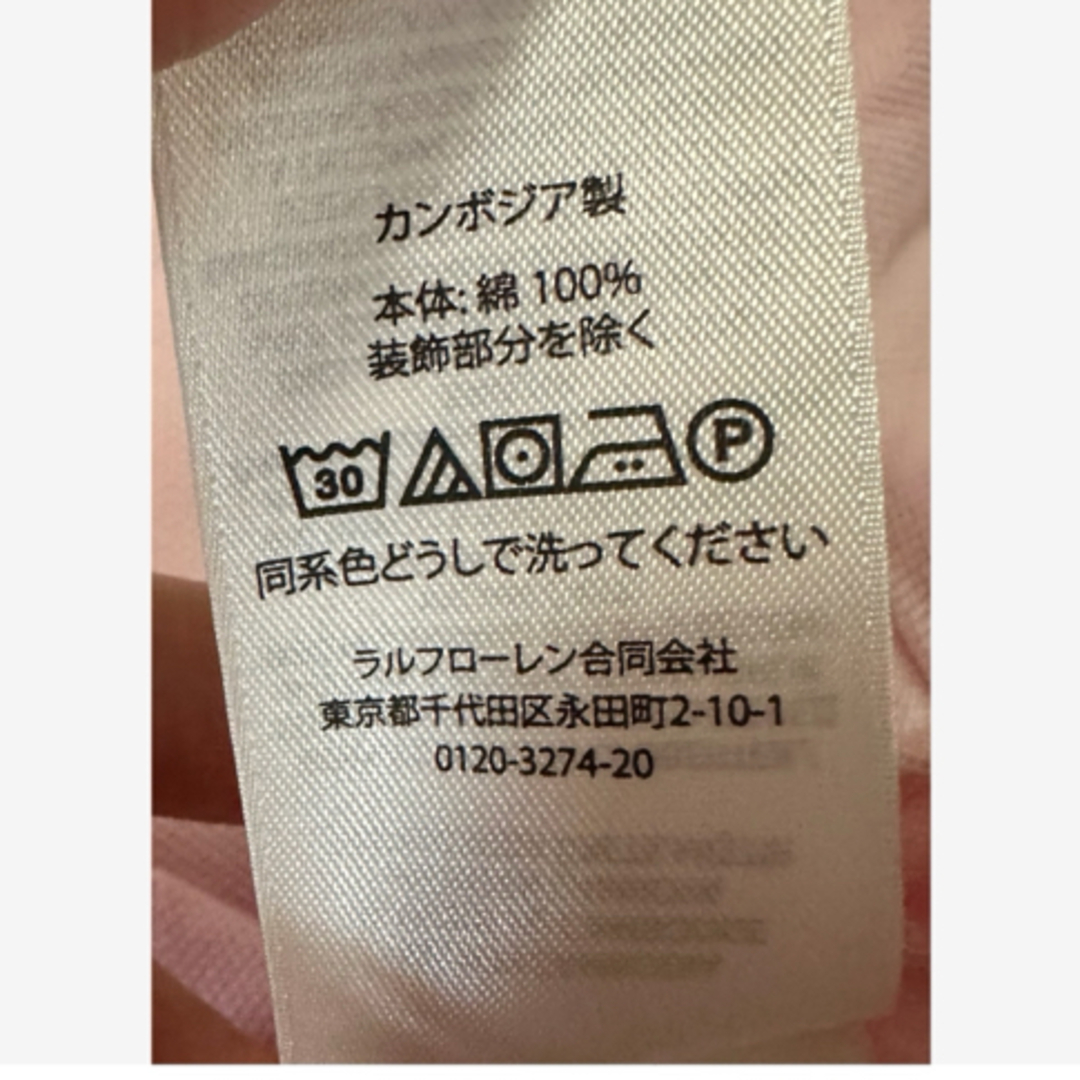 カンボジア製
本体: 綿 100%
装飾部分を除く
30 P
同系色どうしで洗ってください
ラルフローレン合同会社
東京都千代田区永田町2-10-1
0120-3274-20